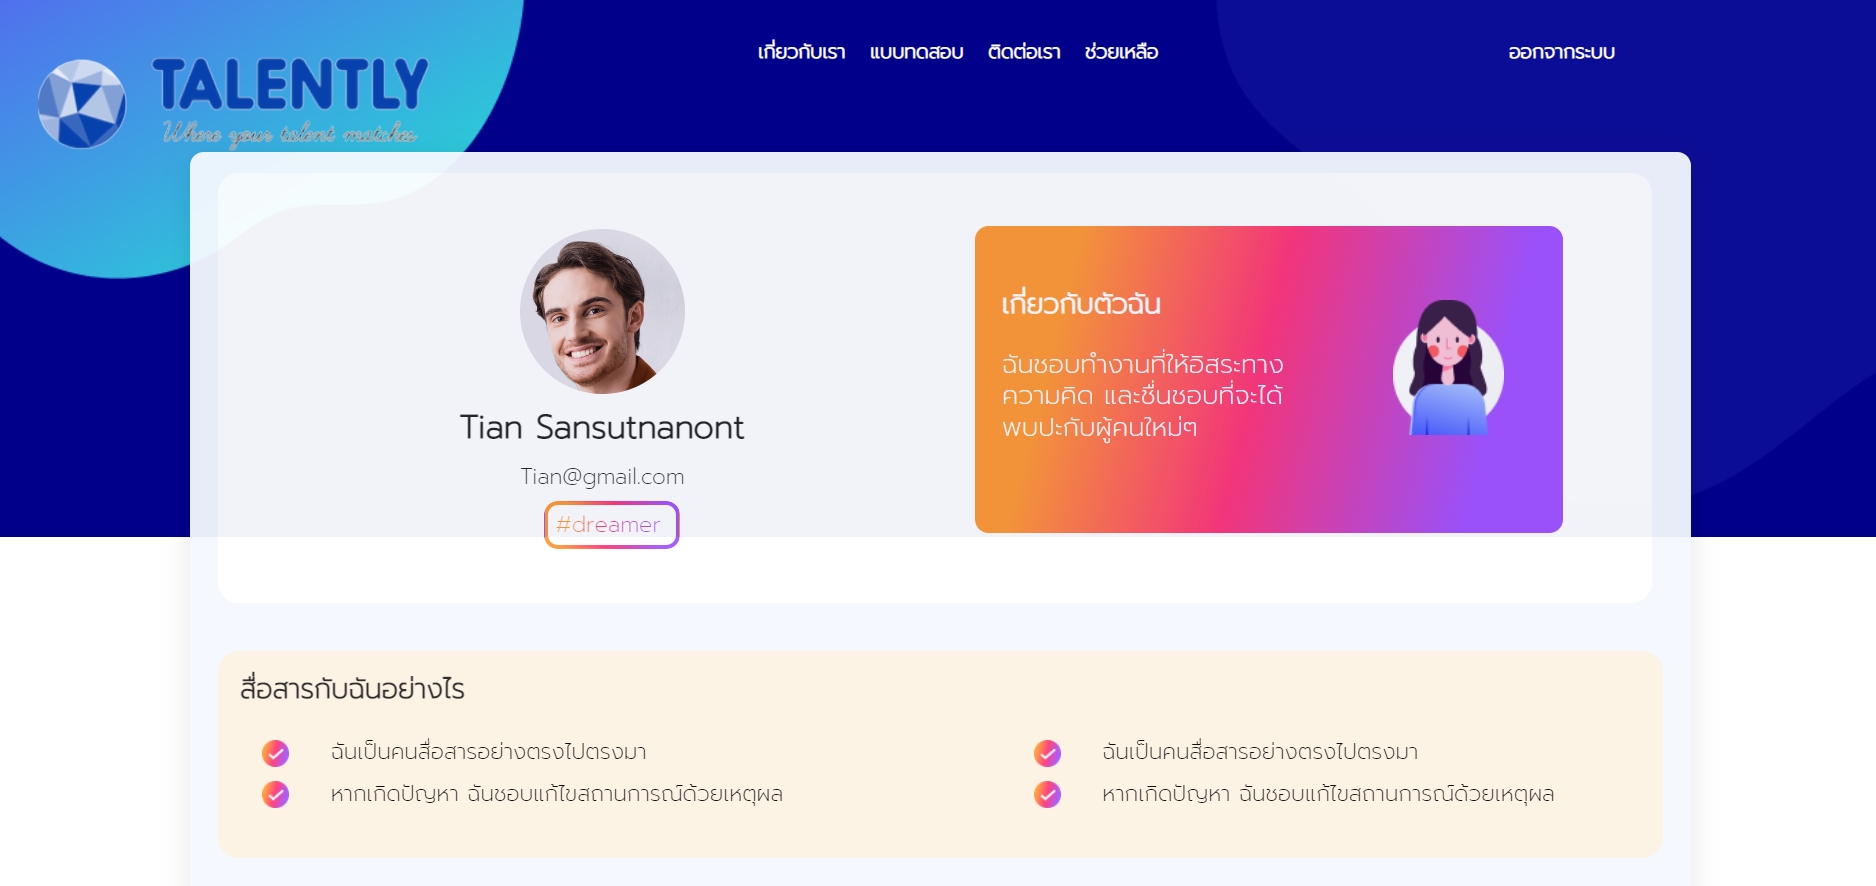 TALENTLY
Where your talent matches
เกี่ยวกับเรา แบบทดสอบ ติดต่อเรา ช่วยเหลือ ออกจากระบบ
Tian Sansutnanont
Tian@gmail.com
#dreamer
เกี่ยวกับตัวฉัน
ฉันชอบทำงานที่ให้อิสระทาง
ความคิด และชื่นชอบที่จะได้
พบปะกับผู้คนใหม่ๆ
สื่อสารกับฉันอย่างไร
ฉันเป็นคนสื่อสารอย่างตรงไปตรงมา
หากเกิดปัญหา ฉันชอบแก้ไขสถานการณ์ด้วยเหตุผล
ฉันเป็นคนสื่อสารอย่างตรงไปตรงมา
หากเกิดปัญหา ฉันชอบแก้ไขสถานการณ์ด้วยเหตุผล